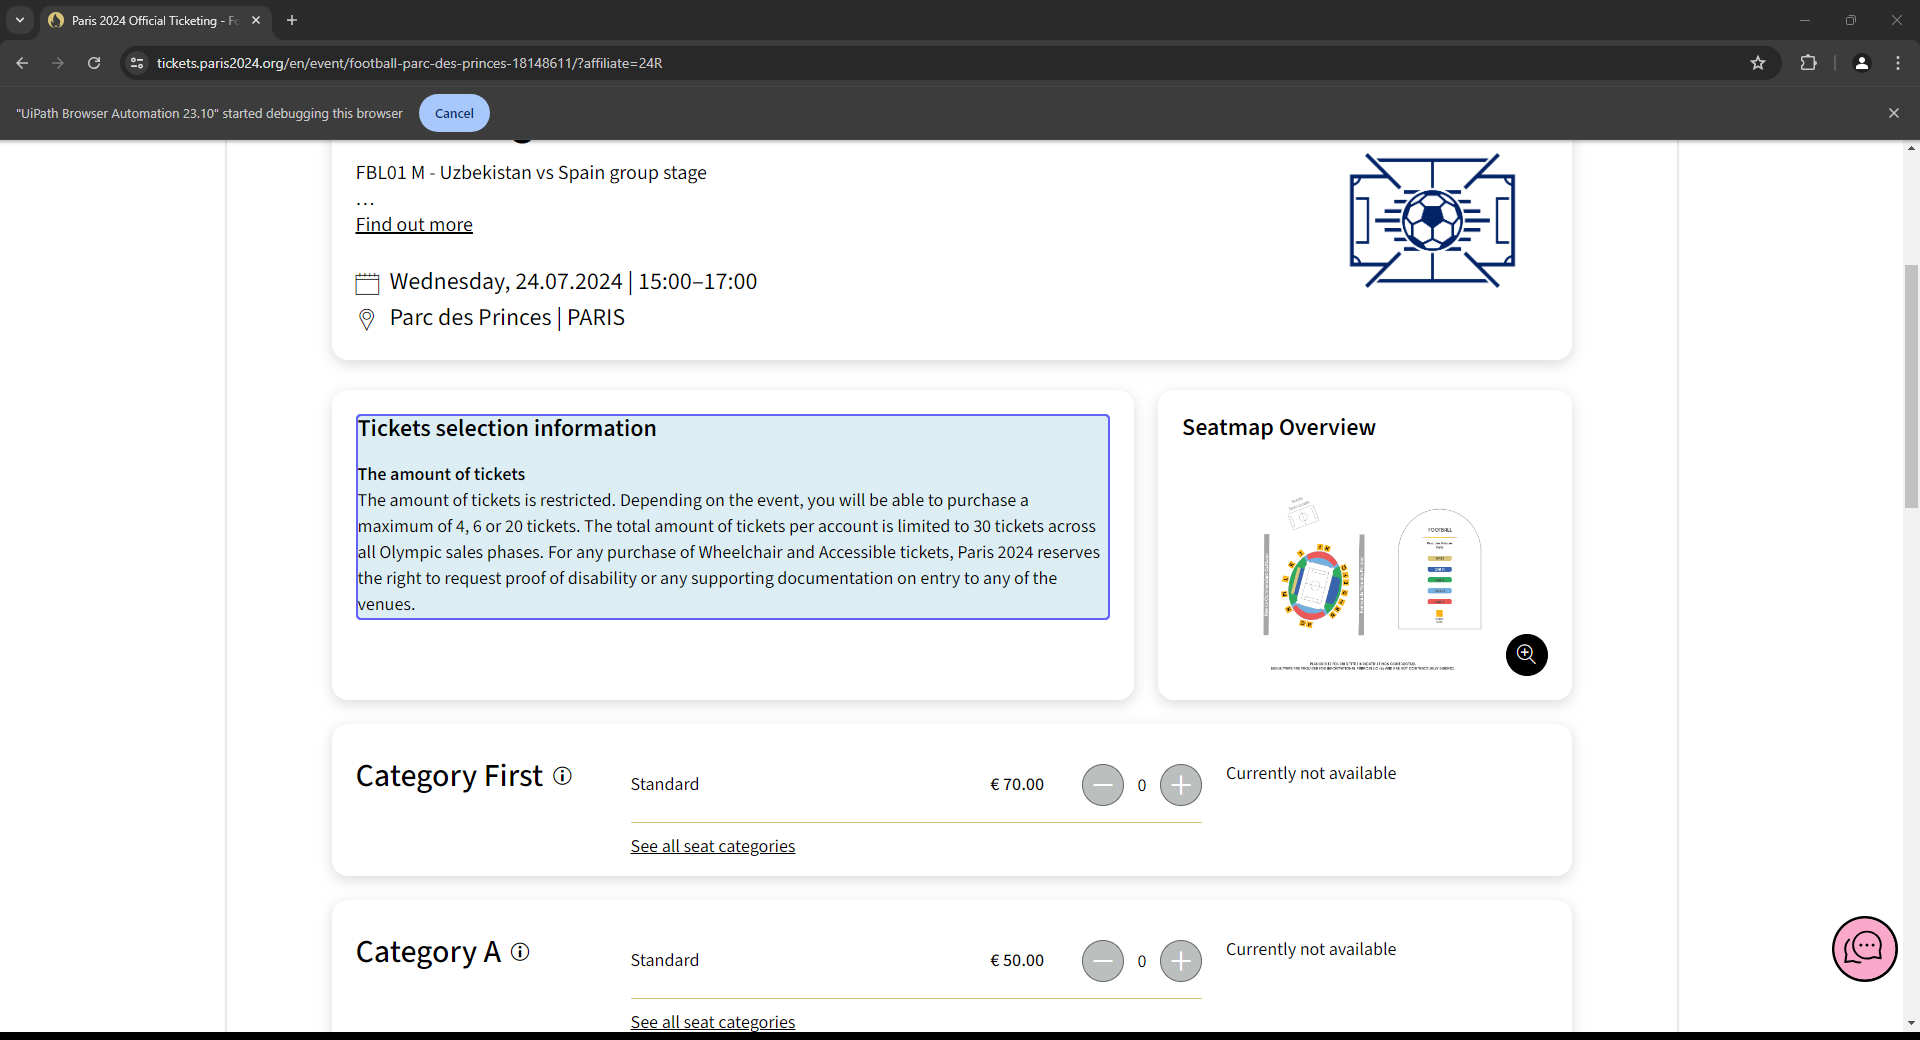 Paris 2024 Official Ticketing - Fo
tickets.paris2024.org/en/event/football-parc-des-princes-18148611/?affiliate=24R
"UiPath Browser Automation 23.10" started debugging this browser
Cancel
FBL01 M - Uzbekistan vs Spain group stage
...
Find out more
Wednesday, 24.07.2024 | 15:00–17:00
Parc des Princes | PARIS
Tickets selection information
The amount of tickets
The amount of tickets is restricted. Depending on the event, you will be able to purchase a
maximum of 4, 6 or 20 tickets. The total amount of tickets per account is limited to 30 tickets across
all Olympic sales phases. For any purchase of Wheelchair and Accessible tickets, Paris 2024 reserves
the right to request proof of disability or any supporting documentation on entry to any of the
venues.
Seatmap Overview
FOOTBALL
Category First
Standard
€ 70.00
0
Currently not available
See all seat categories
Category A
Standard
€ 50.00
0
Currently not available
See all seat categories